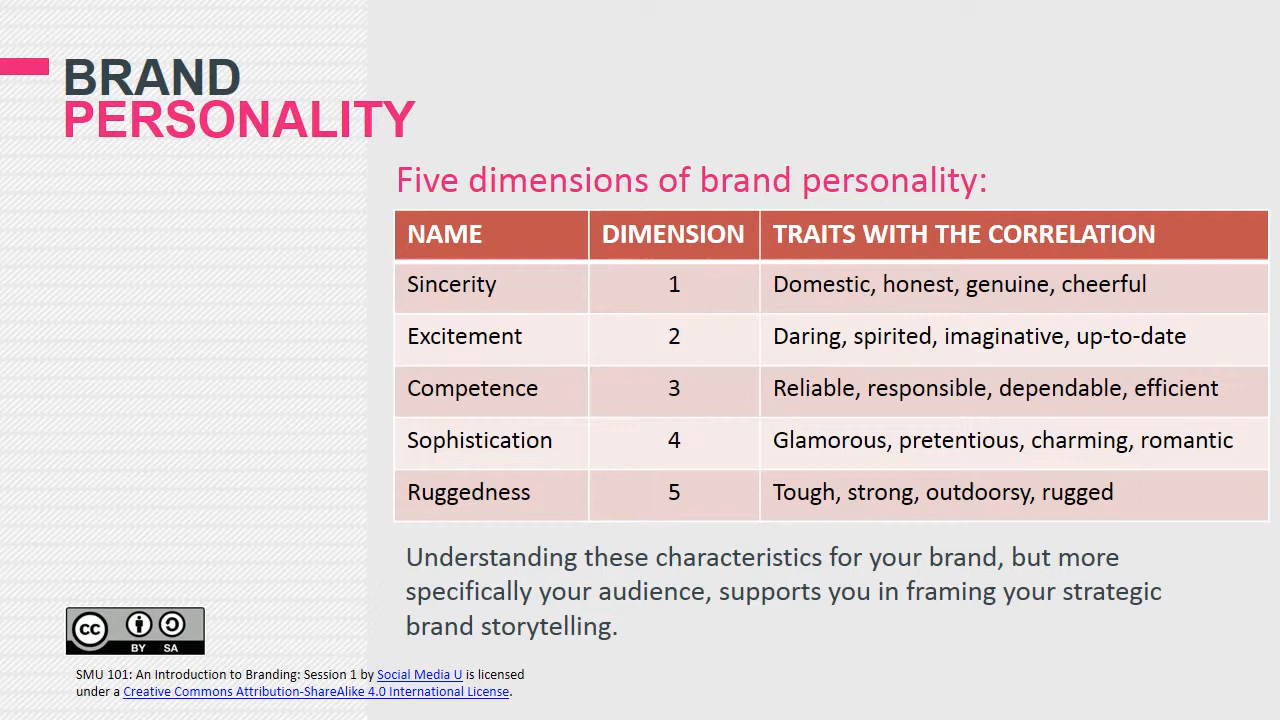 BRAND
PERSONALITY
Five dimensions of brand personality:
NAME DIMENSION TRAITS WITH THE CORRELATION
Sincerity 1 Domestic, honest, genuine, cheerful
Excitement 2 Daring, spirited, imaginative, up-to-date
Competence 3 Reliable, responsible, dependable, efficient
Sophistication 4 Glamorous, pretentious, charming, romantic
Ruggedness 5 Tough, strong, outdoorsy, rugged
Understanding these characteristics for your brand, but more
specifically your audience, supports you in framing your strategic
brand storytelling.
cc
BY SA
SMU 101: An Introduction to Branding: Session 1 by Social Media U is licensed
under a Creative Commons Attribution-ShareAlike 4.0 International License.